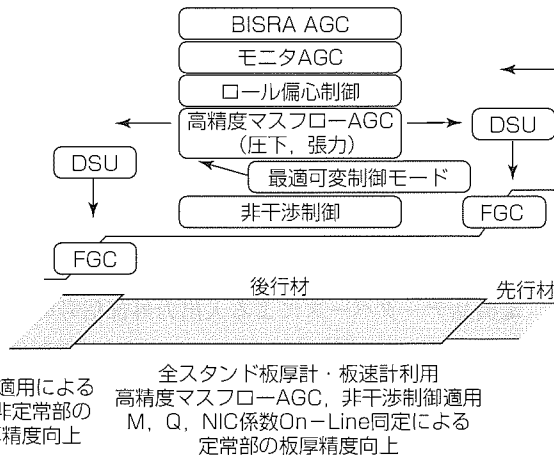 BISRA AGC
モニタAGC
ロール偏心制御
高精度マスフローAGC
(圧下，張力)
DSU
DSU
最適可変制御モード
非干渉制御
FGC
FGC
後行材
先行材
適用による
非定常部の
精度向上
全スタンド板厚計・板速計利用
高精度マスフローAGC，非干渉制御適用
M，Q，NIC係数On−Line同定による
定常部の板厚精度向上